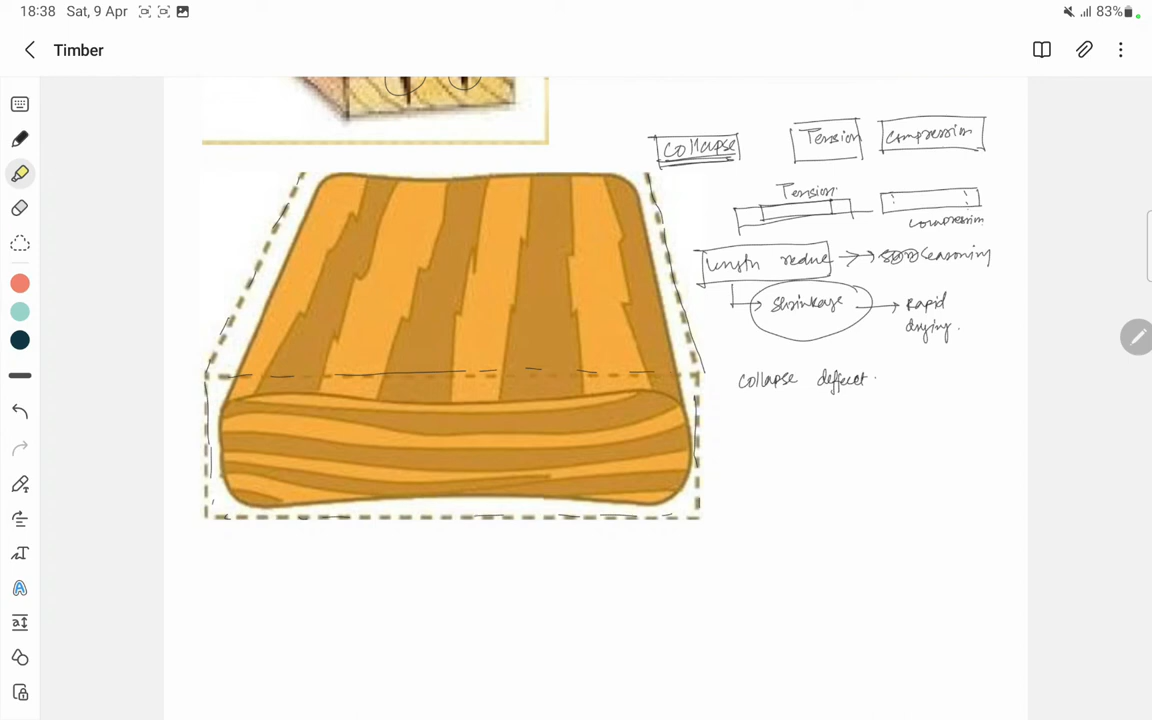 18:38 Sat, 9 Apr
83%
Timber
collapse
Tension
compression
Tension
compression
length reduce → → seasoning
→ shrinkage → Rapid
drying.
collapse deffect.